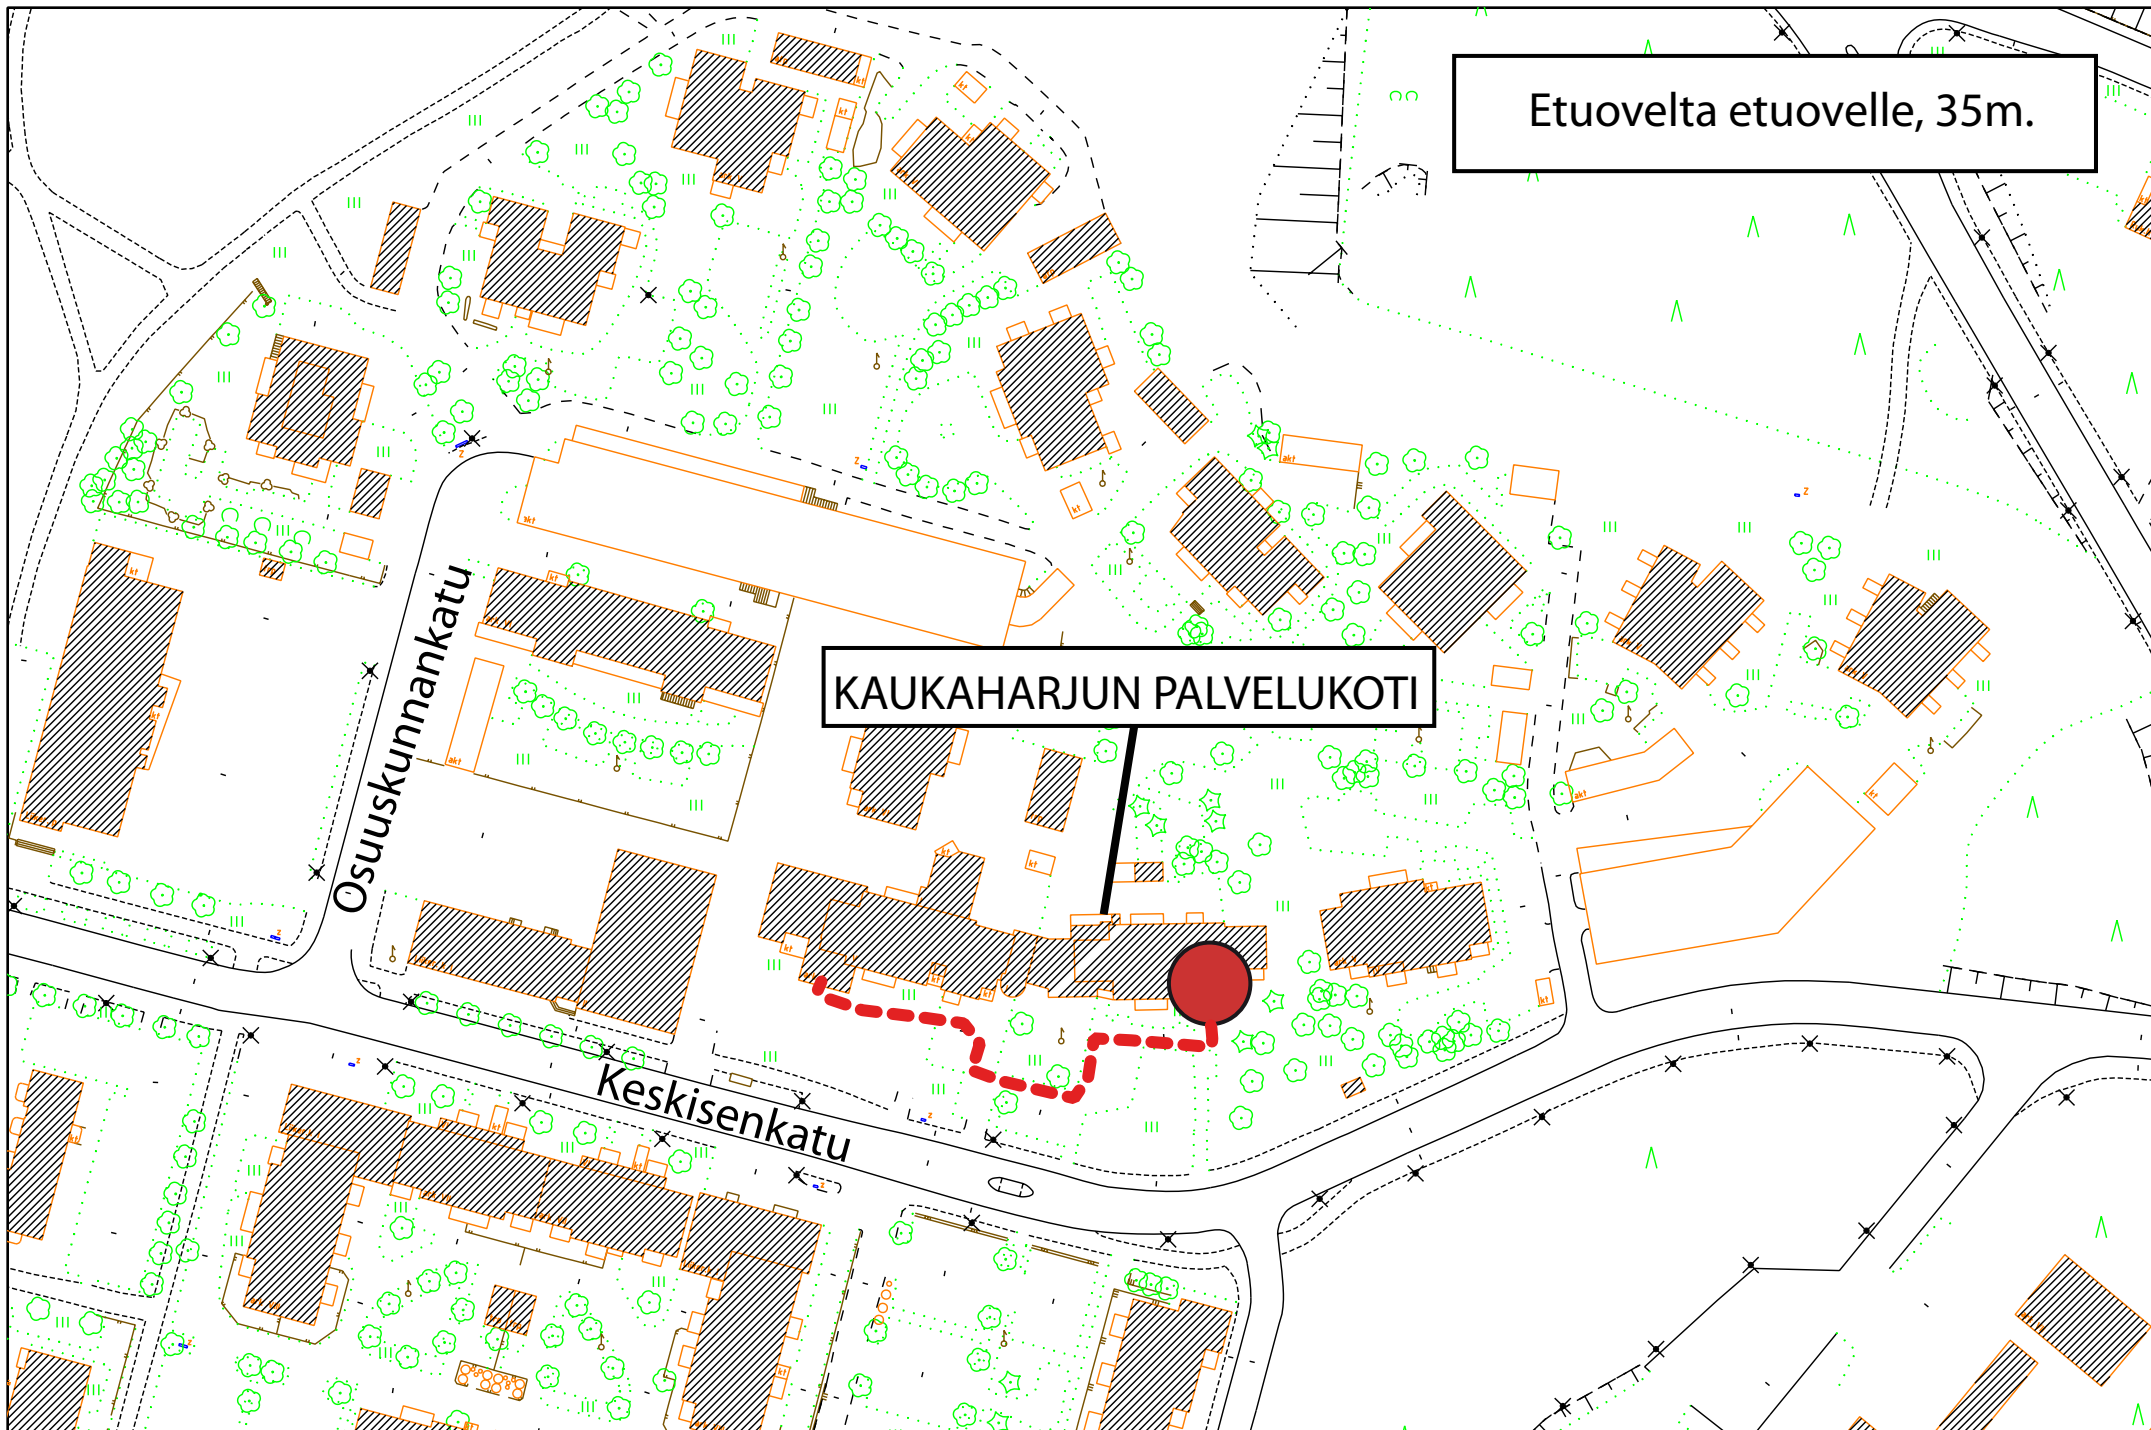 Etuovelta etuovelle, 35m.
KAUKAHARJUN PALVELUKOTI
Osuuskunnankatu
Keskisenkatu